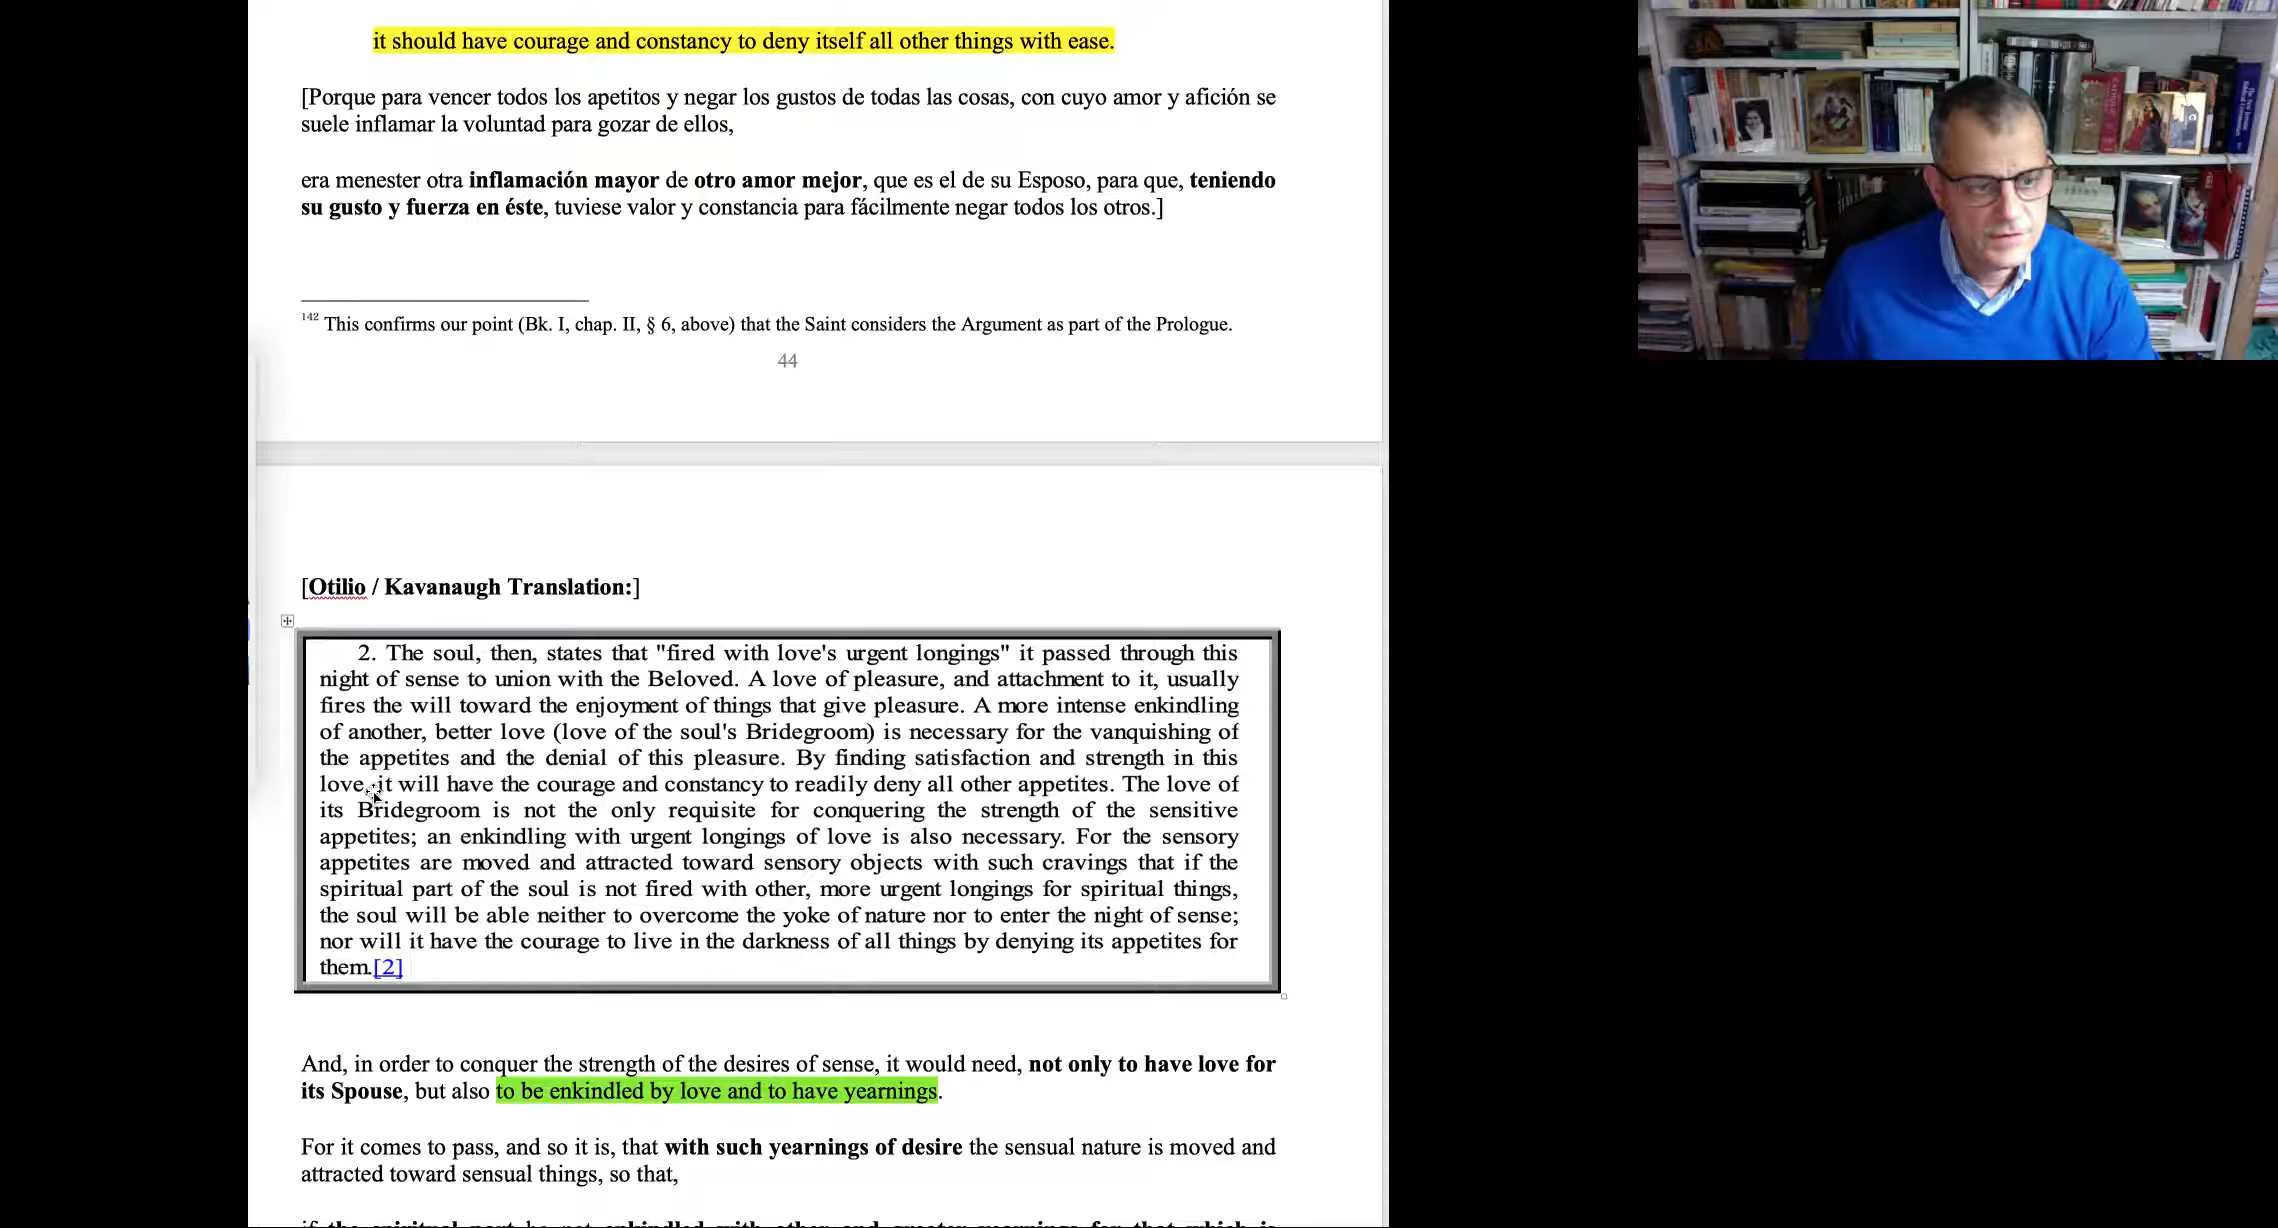 it should have courage and constancy to deny itself all other things with ease.
[Porque para vencer todos los apetitos y negar los gustos de todas las cosas, con cuyo amor y afición se
suele inflamar la voluntad para gozar de ellos,
era menester otra inflamación mayor de otro amor mejor, que es el de su Esposo, para que, teniendo
su gusto y fuerza en éste, tuviese valor y constancia para fácilmente negar todos los otros.]
142 This confirms our point (Bk. I, chap. II, § 6, above) that the Saint considers the Argument as part of the Prologue.
44
[Otilio / Kavanaugh Translation:]
2. The soul, then, states that "fired with love's urgent longings" it passed through this
night of sense to union with the Beloved. A love of pleasure, and attachment to it, usually
fires the will toward the enjoyment of things that give pleasure. A more intense enkindling
of another, better love (love of the soul's Bridegroom) is necessary for the vanquishing of
the appetites and the denial of this pleasure. By finding satisfaction and strength in this
love, it will have the courage and constancy to readily deny all other appetites. The love of
its Bridegroom is not the only requisite for conquering the strength of the sensitive
appetites; an enkindling with urgent longings of love is also necessary. For the sensory
appetites are moved and attracted toward sensory objects with such cravings that if the
spiritual part of the soul is not fired with other, more urgent longings for spiritual things,
the soul will be able neither to overcome the yoke of nature nor to enter the night of sense;
nor will it have the courage to live in the darkness of all things by denying its appetites for
them.[2]
And, in order to conquer the strength of the desires of sense, it would need, not only to have love for
its Spouse, but also to be enkindled by love and to have yearnings.
For it comes to pass, and so it is, that with such yearnings of desire the sensual nature is moved and
attracted toward sensual things, so that,
if the spiritual part be not enkindled with other and greater yearnings for that which is